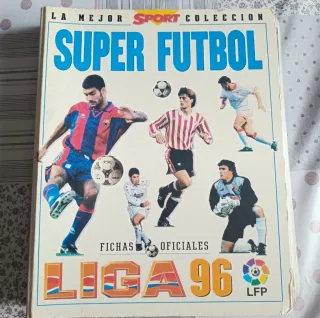 LA MEJOR SPORT COLECCION
SUPER FUTBOL
FICHAS OFICIALES
LIGA 96
LFP